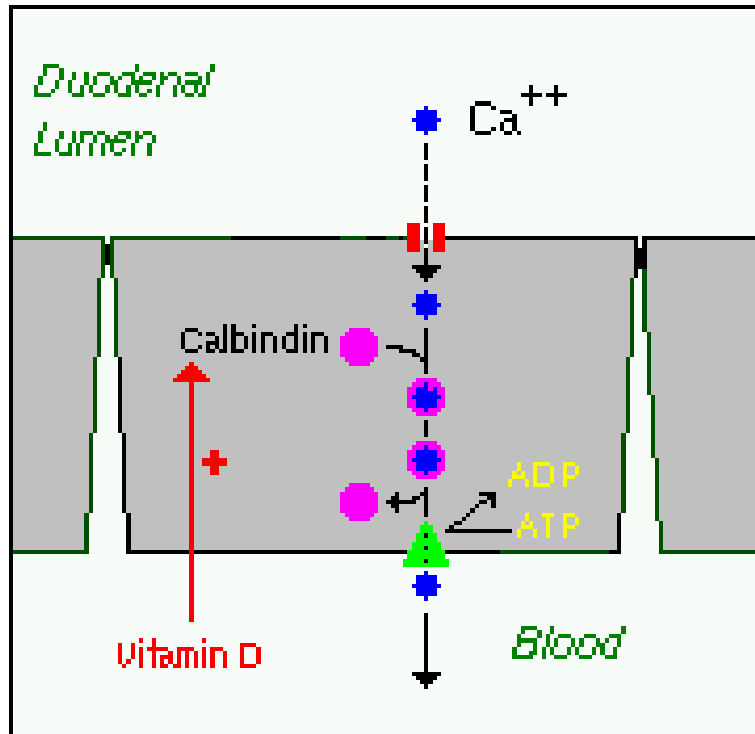 Duodenal
Lumen
Ca++
Calbindin
+
ADP
ATP
Vitamin D
Blood